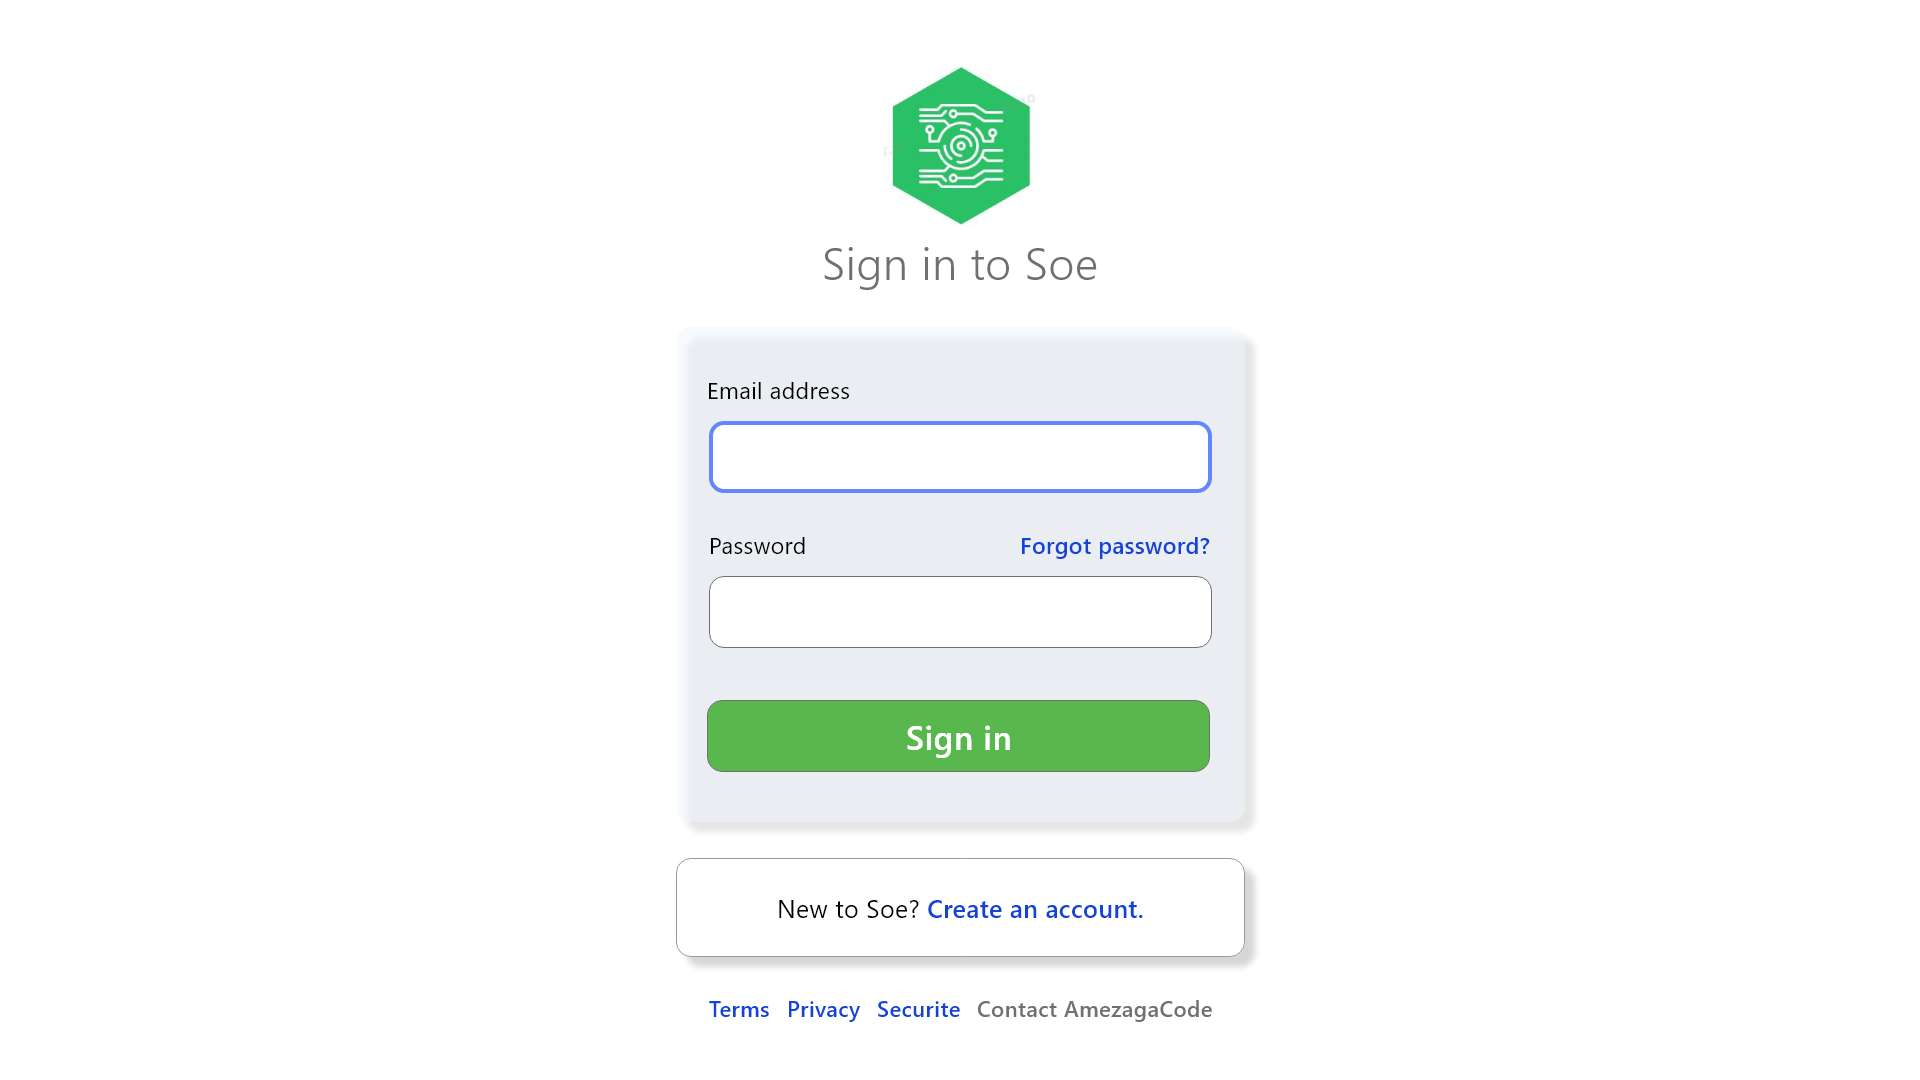 Sign in to Soe
Email address
Password Forgot password?
Sign in
New to Soe? Create an account.
Terms Privacy Securite Contact AmezagaCode